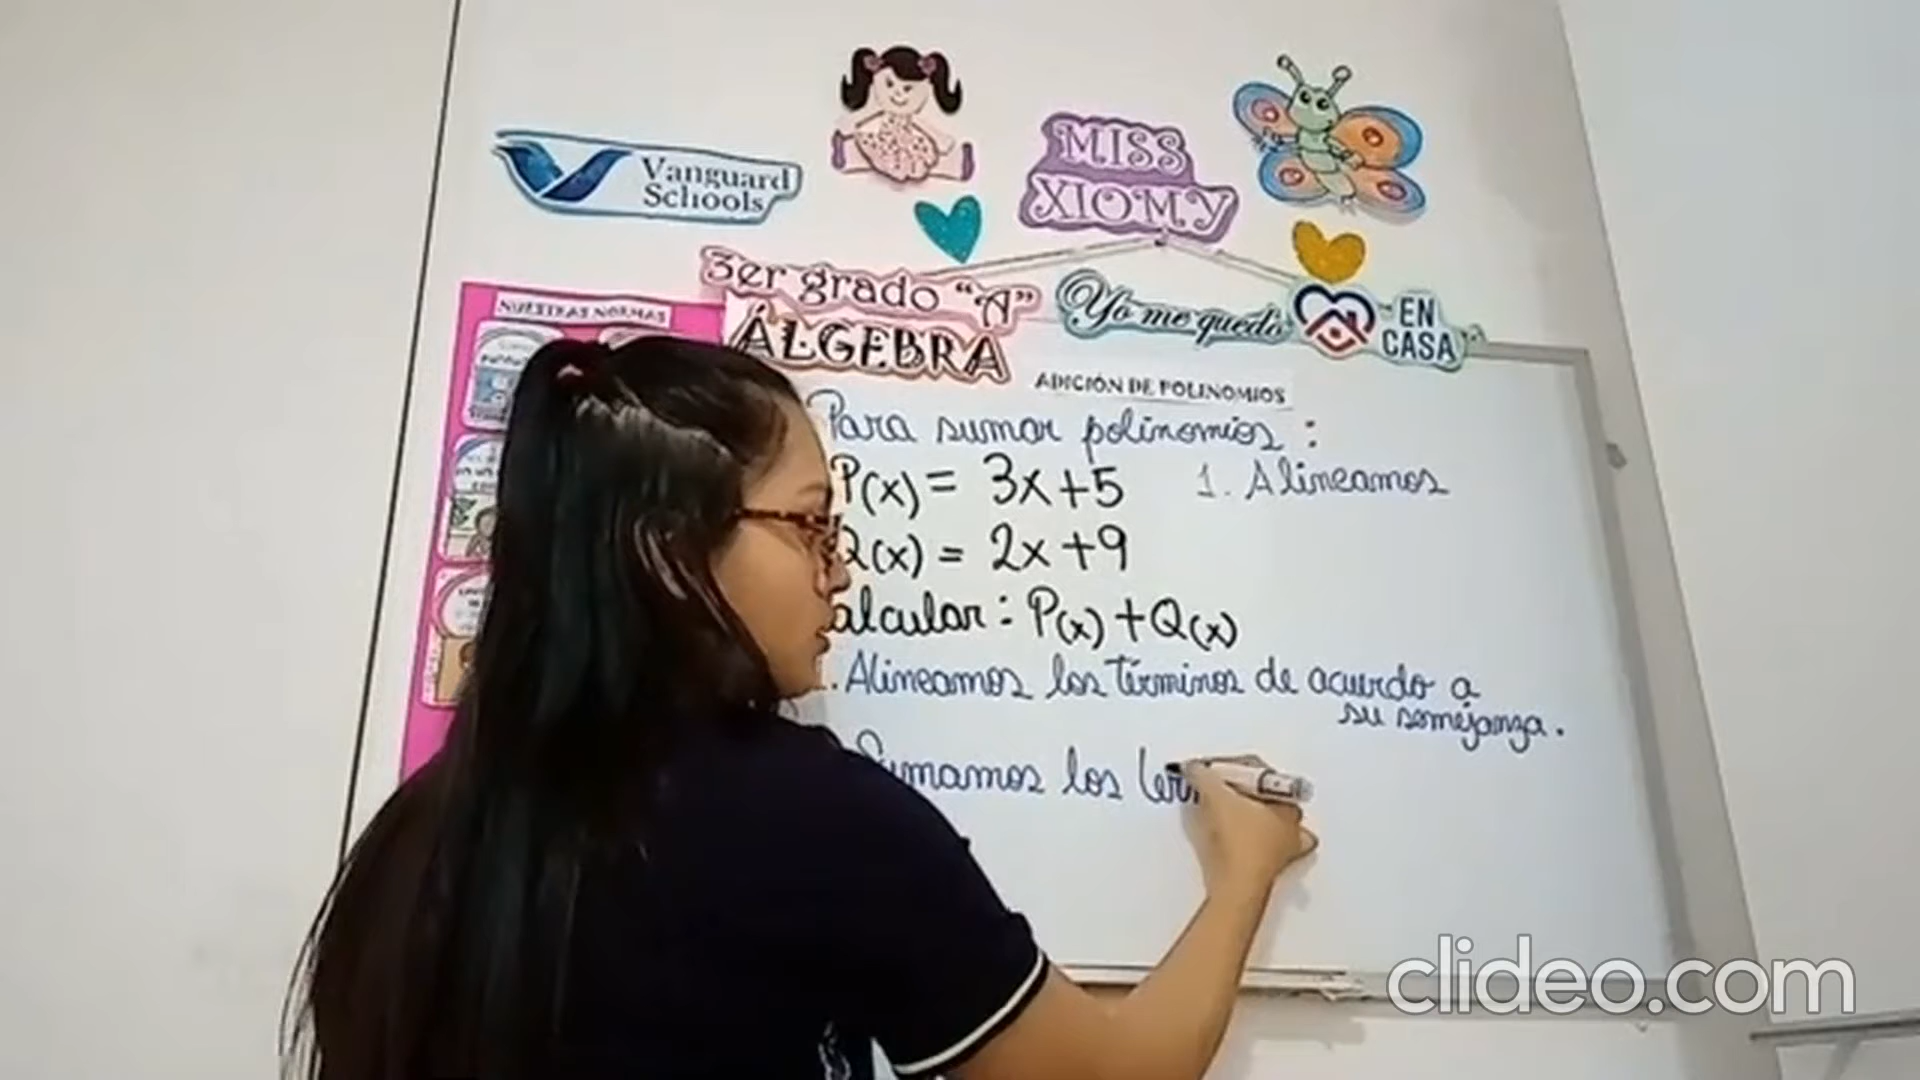 Vanguard
Schools
MISS
XIOMY
3er grado "A"
ÁLGEBRA
Yo me quedo
EN
CASA
NUESTRAS NORMAS
ADICIÓN DE POLINOMIOS
Para sumar polinomios:
P(x) = 3x+5 1. Alineamos
Q(x) = 2x+9
alcular: P(x)+Q(x)
. Alineamos los términos de acuerdo a
su semejanza.
Sumamos los ter
clideo.com